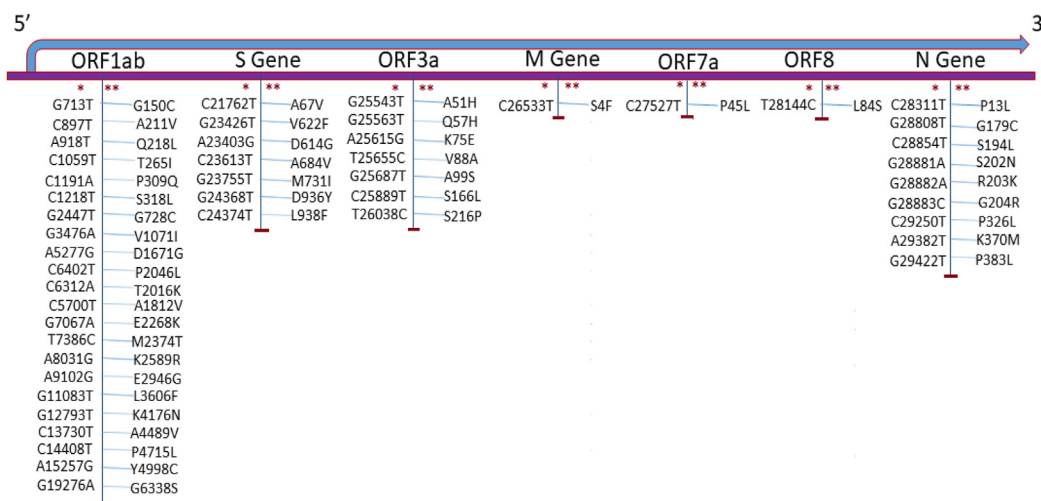 5’ 3
ORF1ab S Gene ORF3a M Gene ORF7a ORF8 N Gene
* ** * ** * ** * ** * ** * ** * **
G713T G150C C21762T A67V G25543T A51H C26533T S4F C27527T P45L T28144C L84S C28311T P13L
C897T A211V G23426T V622F G25563T Q57H G28808T G179C
A918T Q218L A23403G D614G A25615G K75E C28854T S194L
C1059T T265I C23613T A684V T25655C V88A G28881A S202N
C1191A P309Q G23755T M731I G25687T A99S G28882A R203K
C1218T S318L G24368T D936Y C25889T S166L G28883C G204R
G2447T G728C C24374T L938F T26038C S216P C29250T P326L
G3476A V1071I A29382T K370M
A5277G D1671G G29422T P383L
C6402T P2046L
C6312A T2016K
C5700T A1812V
G7067A E2268K
T7386C M2374T
A8031G K2589R
A9102G E2946G
G11083T L3606F
G12793T K4176N
C13730T A4489V
C14408T P4715L
A15257G Y4998C
G19276A G6338S